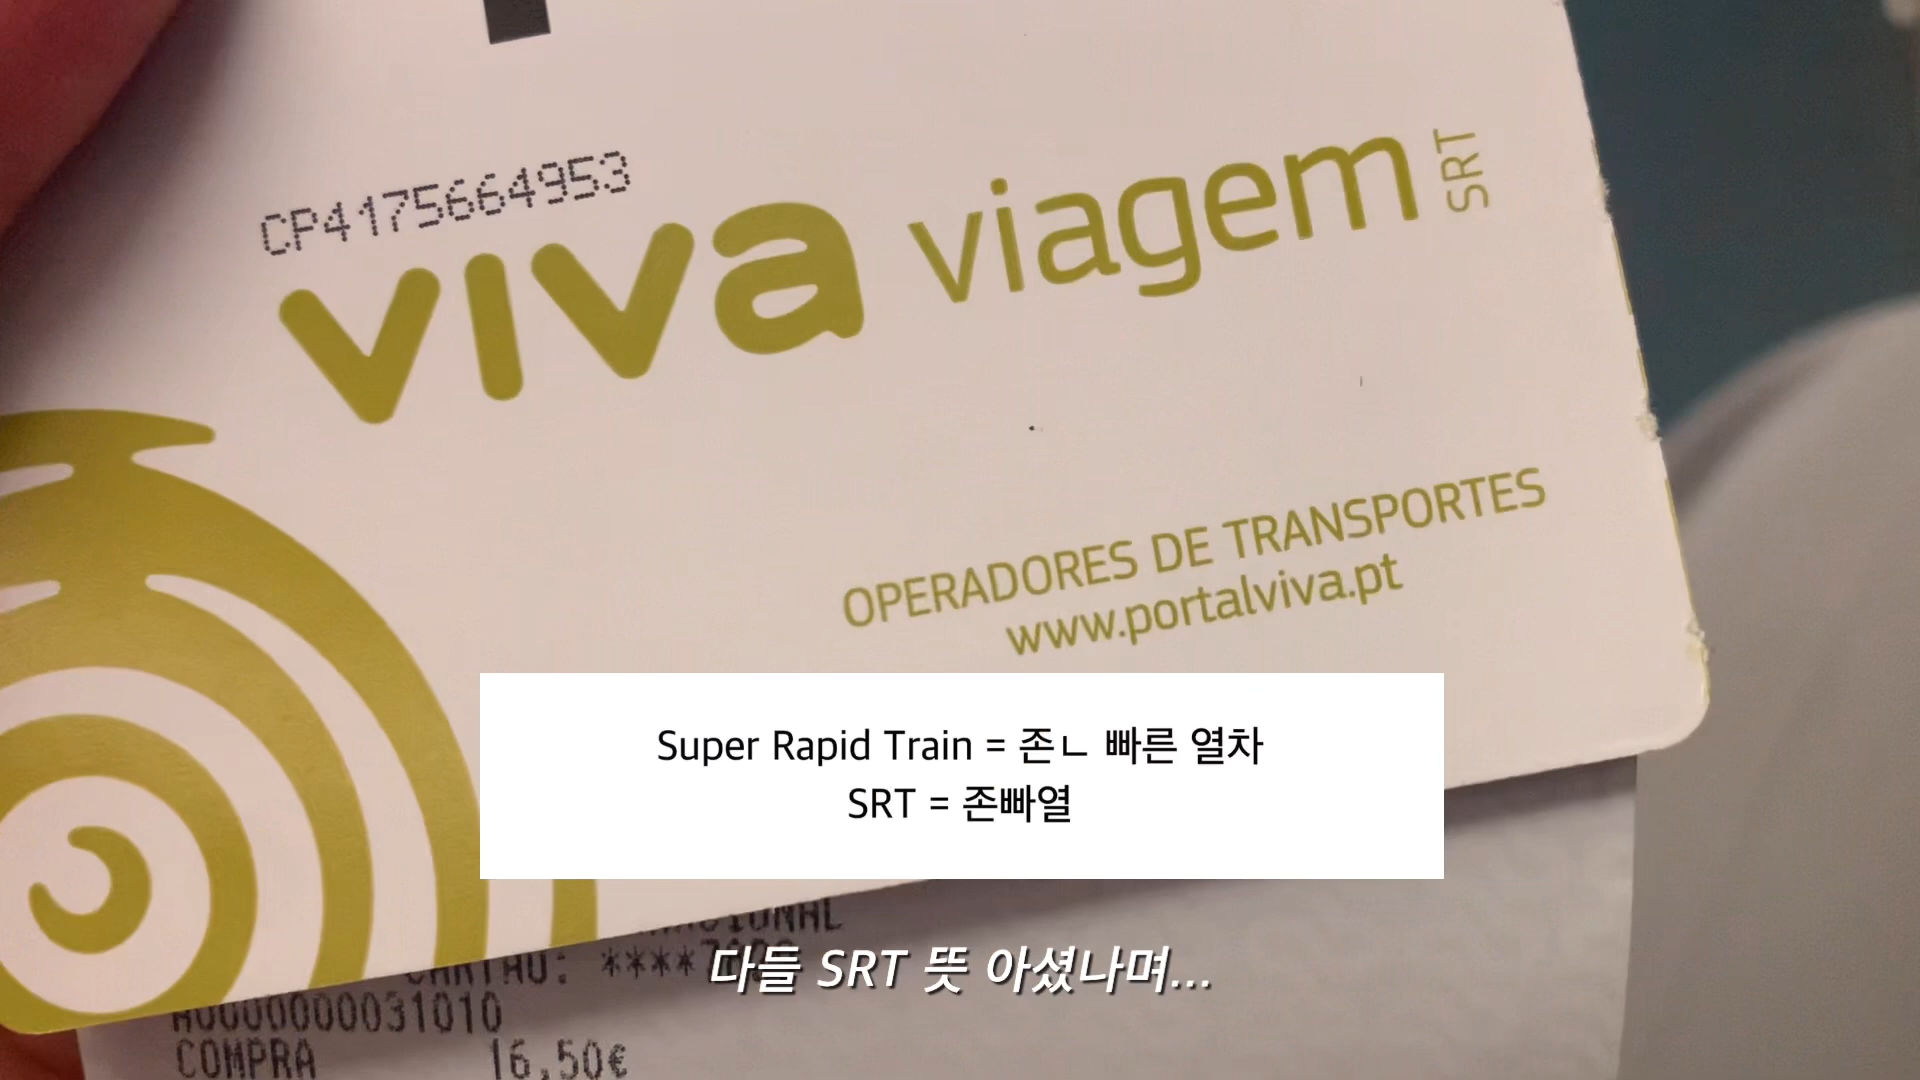 CP4175664953
viva viagem SRT
OPERADORES DE TRANSPORTES
www.portalviva.pt
Super Rapid Train = 존ㄴ 빠른 열차
SRT = 존빠열
다들 SRT 뜻 아셨나며...
A0000000031010
COMPRA 16,50€